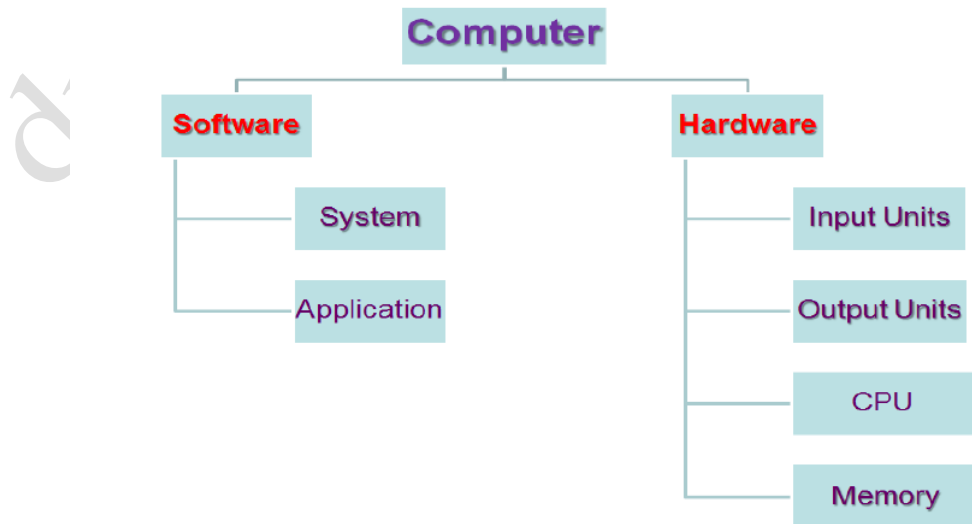 Computer
Software
Hardware
System
Application
Input Units
Output Units
CPU
Memory